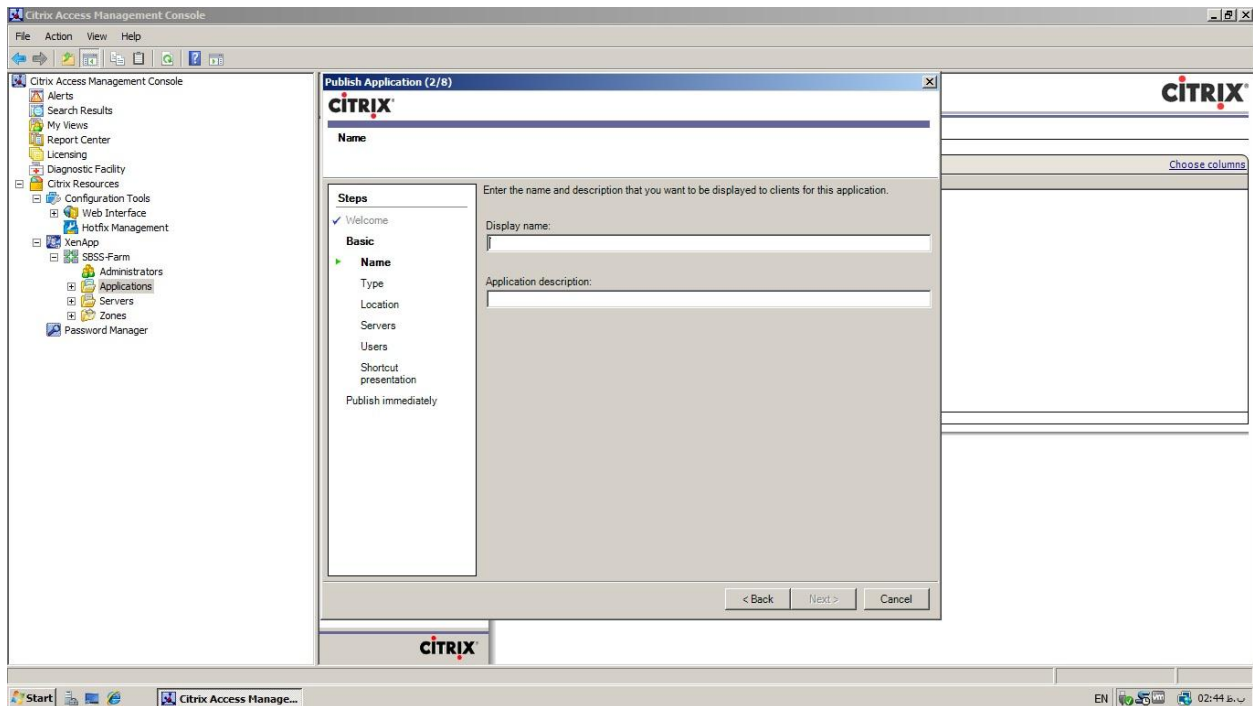 Citrix Access Management Console
File Action View Help
Citrix Access Management Console
Alerts
Search Results
My Views
Report Center
Licensing
Diagnostic Facility
Citrix Resources
Configuration Tools
Web Interface
Hotfix Management
XenApp
SBSS-Farm
Administrators
Applications
Servers
Zones
Password Manager
Publish Application (2/8)
CITRIX
Name
Steps
Welcome
Basic
Name
Type
Location
Servers
Users
Shortcut
presentation
Publish immediately
Enter the name and description that you want to be displayed to clients for this application.
Display name:
Application description:
< Back Next > Cancel
CITRIX
Choose columns
CITRIX
Start Citrix Access Manage... EN 02:44 ب.ظ